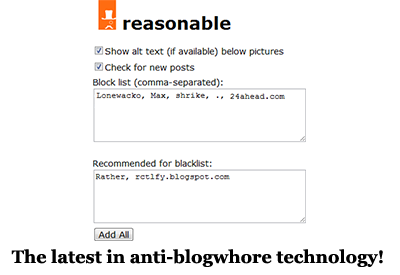 reasonable
Show alt text (if available) below pictures
Check for new posts
Block list (comma-separated):
Lonewacko, Max, shrike, ., 24ahead.com
Recommended for blacklist:
Rather, rctlfy.blogspot.com
Add All
The latest in anti-blogwhore technology!